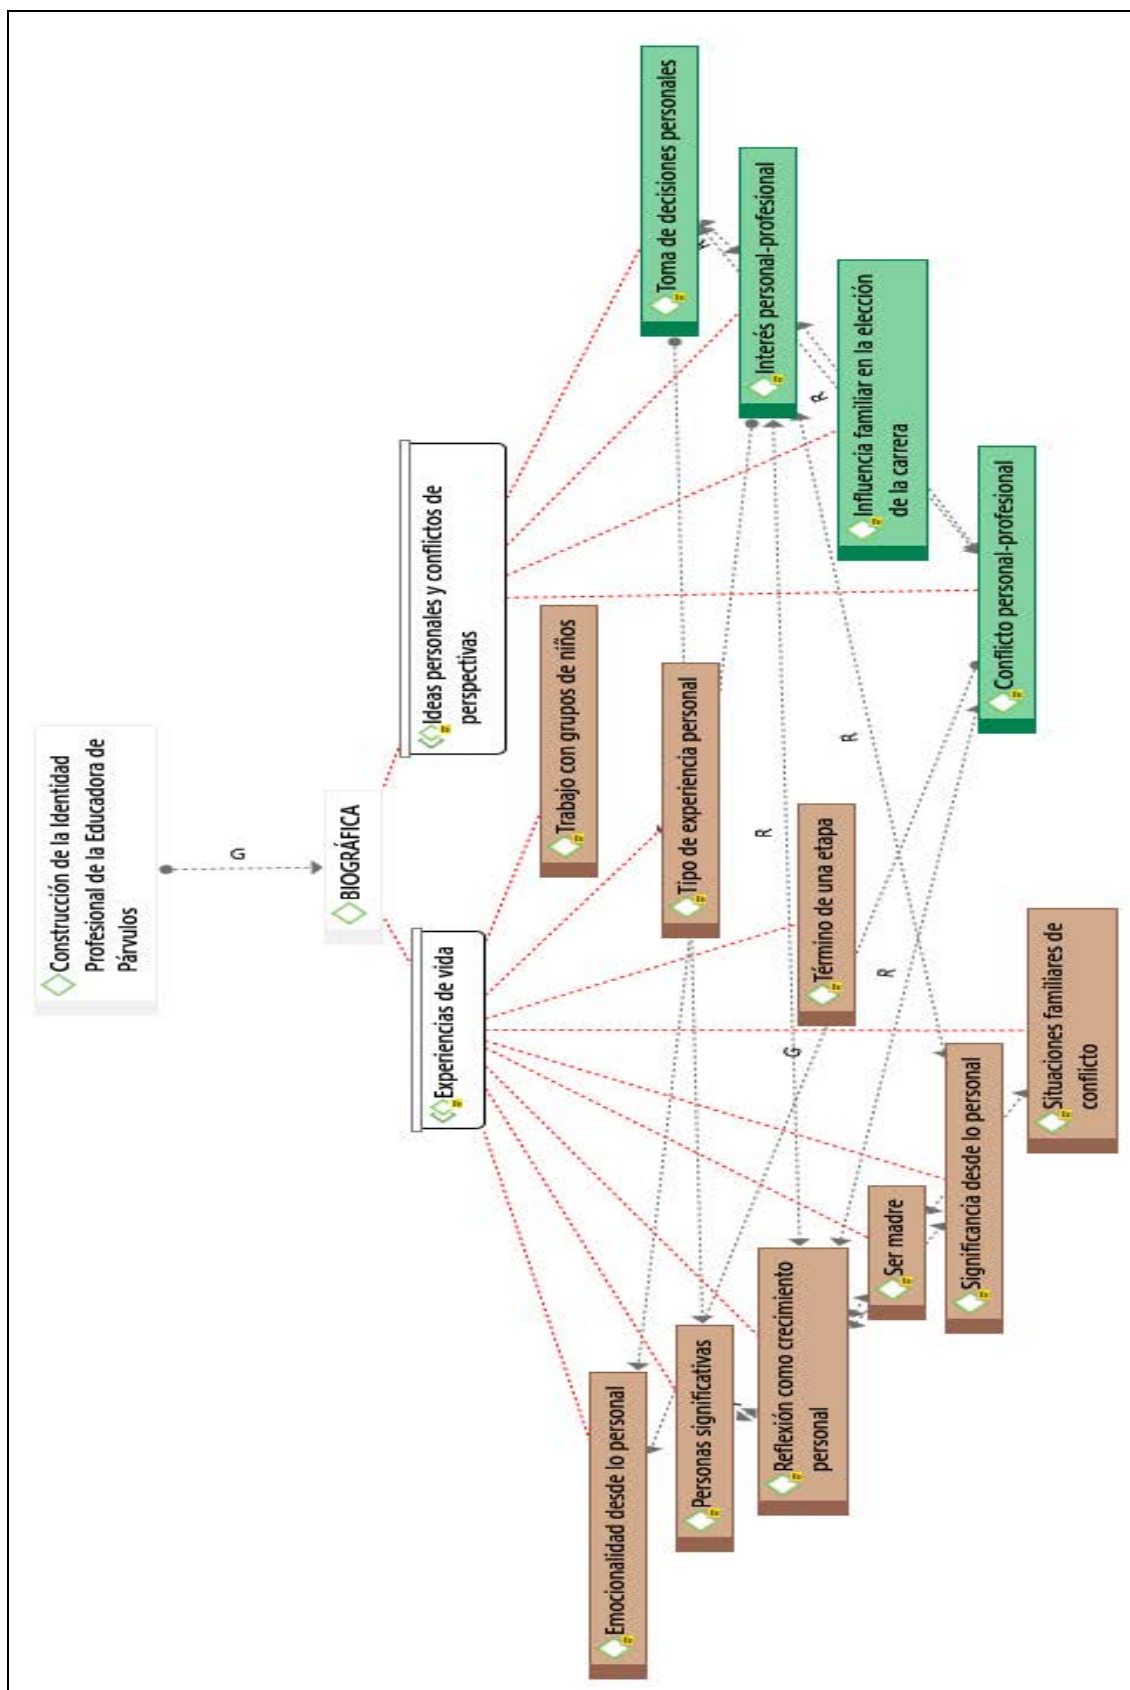 Construcción de la Identidad
Profesional de la Educadora de
Párvulos
G
BIOGRÁFICA
Experiencias de vida
Ideas personales y conflictos de
perspectivas
Emocionalidad desde lo personal
Personas significativas
Reflexión como crecimiento
personal
Ser madre
Significancia desde lo personal
Situaciones familiares de
conflicto
Término de una etapa
Tipo de experiencia personal
Trabajo con grupos de niños
Conflicto personal-profesional
Influencia familiar en la elección
de la carrera
Interés personal-profesional
Toma de decisiones personales
G
R
R
R
R